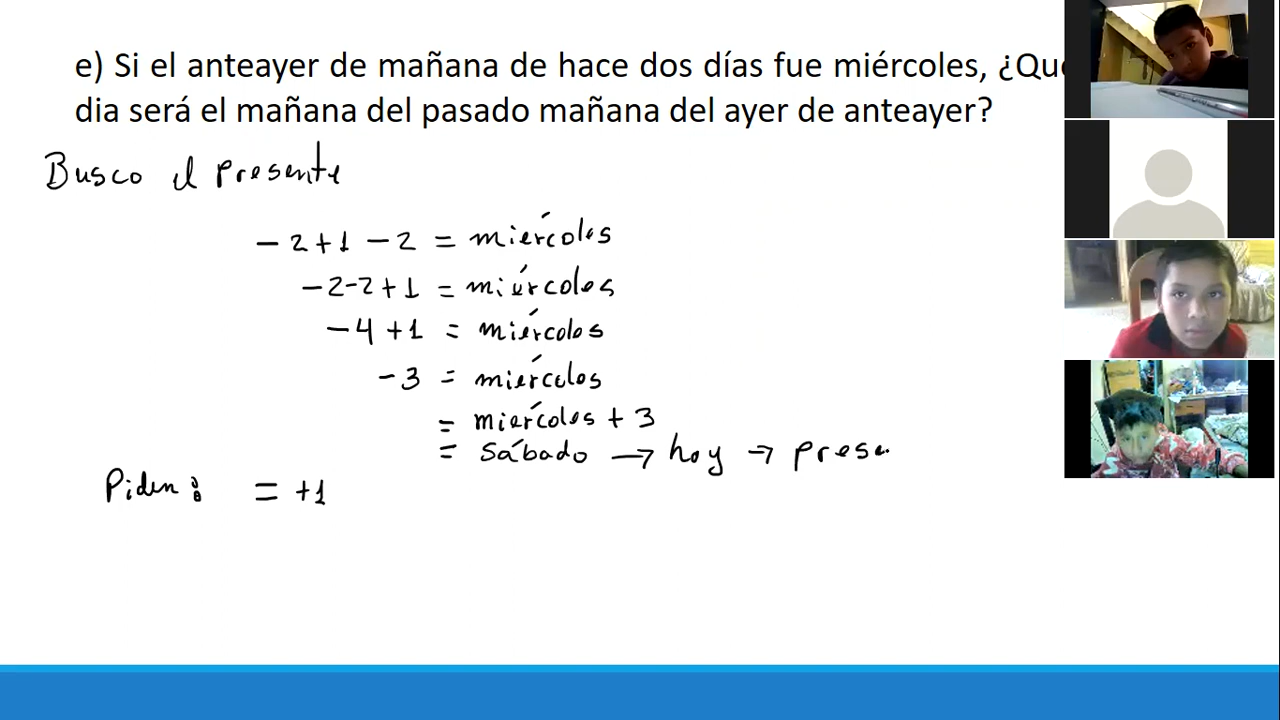 e) Si el anteayer de mañana de hace dos días fue miércoles, ¿Que
dia será el mañana del pasado mañana del ayer de anteayer?
Busco el presente
- 2 + 1 - 2 = miércoles
- 2 - 2 + 1 = miércoles
- 4 + 1 = miércoles
- 3 = miércoles
= miércoles + 3
= sábado → hoy → prese
Piden: = +1